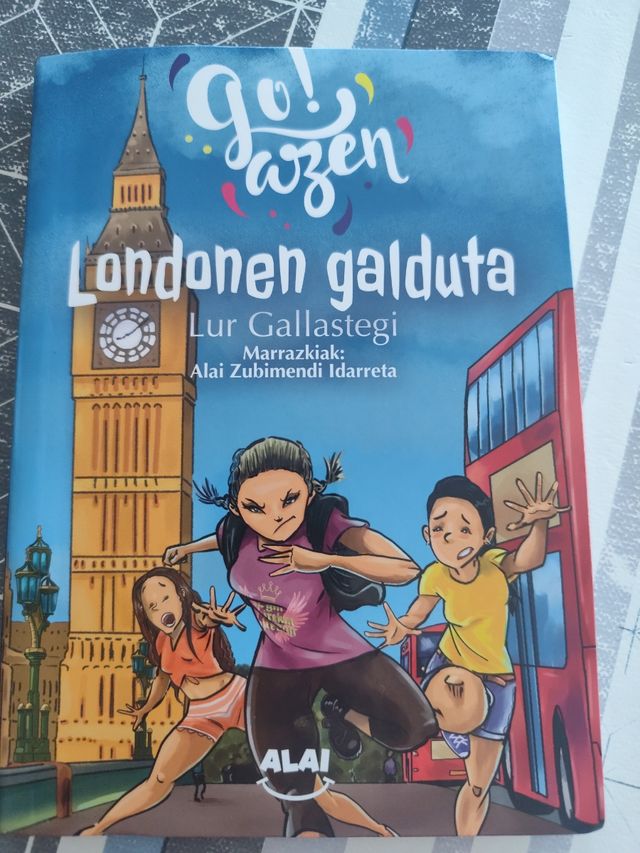 go!
azen
Londonen galduta
Lur Gallastegi
Marrazkiak:
Alai Zubimendi Idarreta
ALAI